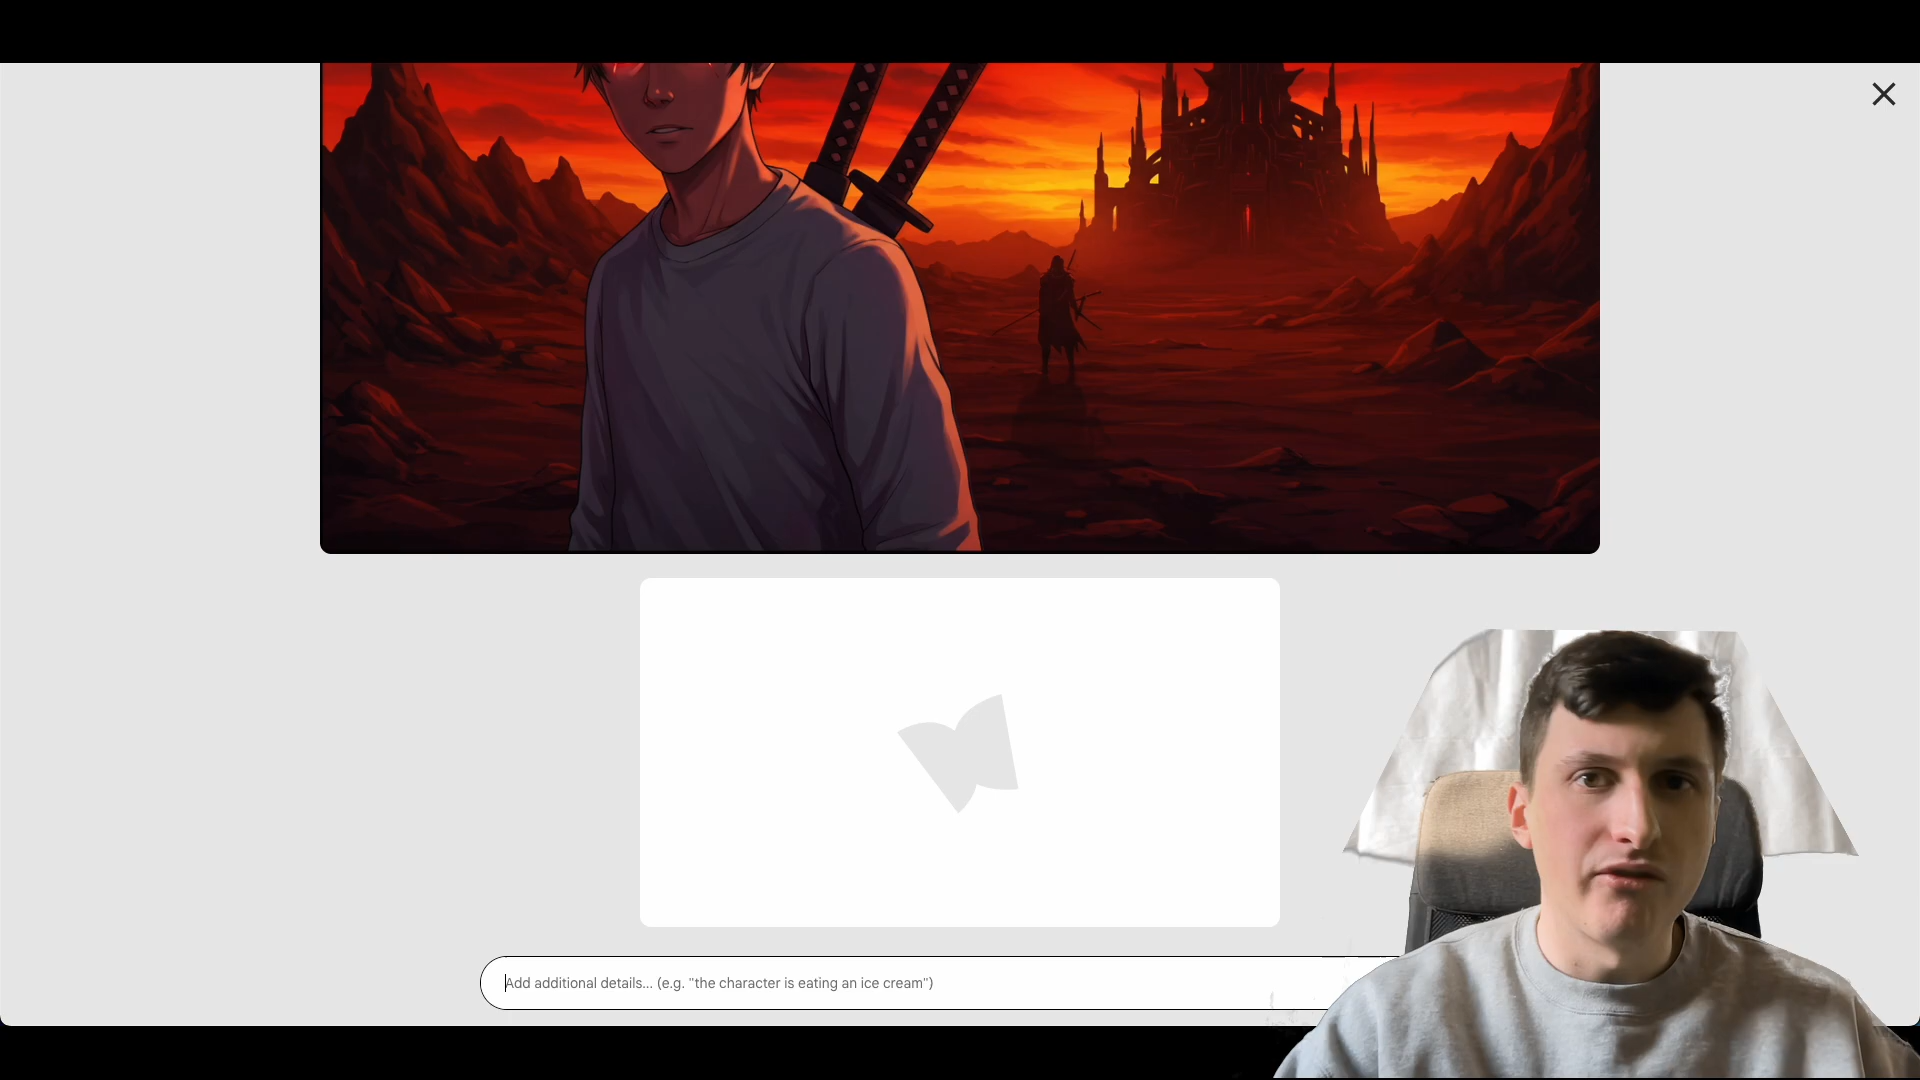 Add additional details... (e.g. "the character is eating an ice cream")